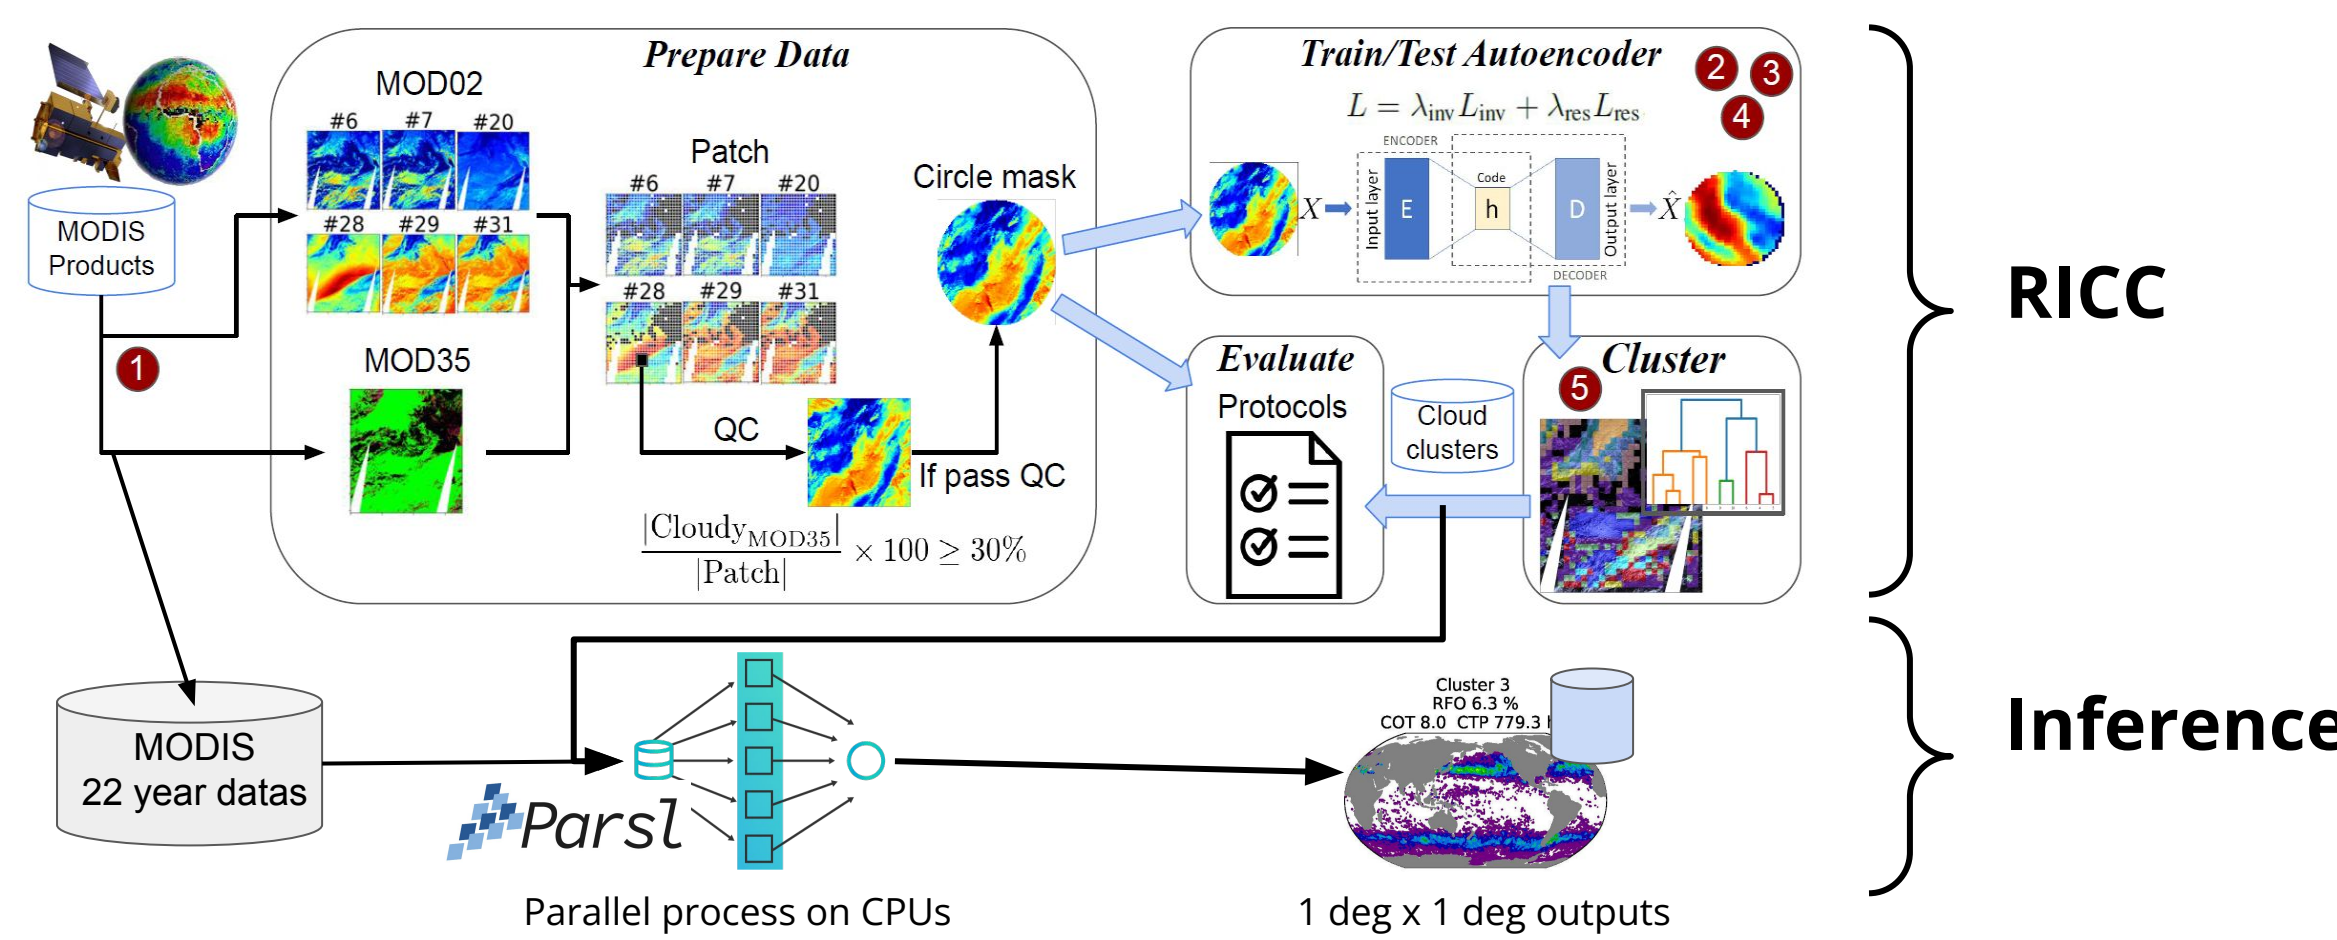 Prepare Data
MOD02
#6 #7 #20
#28 #29 #31
MODIS
Products
1
MOD35
Patch
#6 #7 #20
#28 #29 #31
QC
Circle mask
If pass QC
|Cloudy_MOD35| / |Patch| × 100 ≥ 30%
Train/Test Autoencoder
2 3
4
L = λ_inv L_inv + λ_res L_res
ENCODER
X
Input layer
E
Code
h
D
Output layer
X̂
DECODER
Evaluate
Protocols
Cloud
clusters
Cluster
5
RICC
MODIS
22 year datas
Parsl
Parallel process on CPUs
Cluster 3
RFO 6.3 %
COT 8.0 CTP 779.3
1 deg x 1 deg outputs
Inference